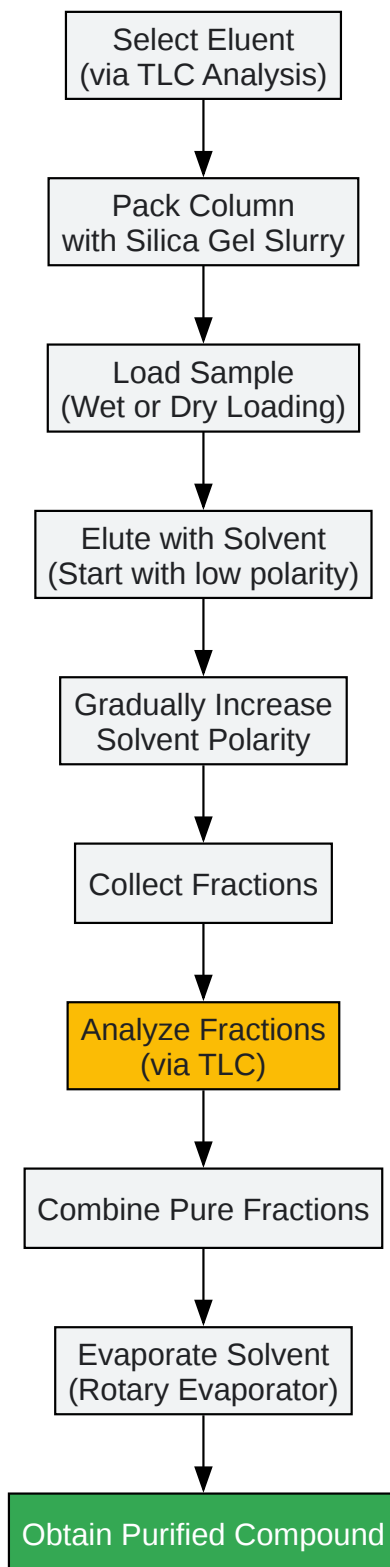 Select Eluent
(via TLC Analysis)
Pack Column
with Silica Gel Slurry
Load Sample
(Wet or Dry Loading)
Elute with Solvent
(Start with low polarity)
Gradually Increase
Solvent Polarity
Collect Fractions
Analyze Fractions
(via TLC)
Combine Pure Fractions
Evaporate Solvent
(Rotary Evaporator)
Obtain Purified Compound